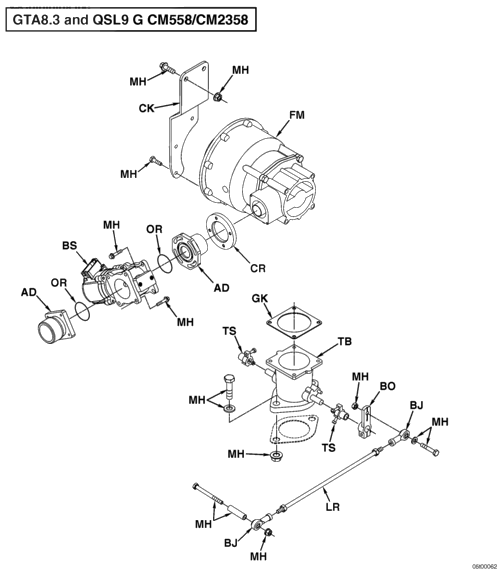 GTA8.3 and QSL9 G CM558/CM2358
MH
MH
CK
FM
MH
MH
OR
BS
CR
AD
OR
AD
MH
GK
TS
TB
MH
BO
MH
BJ
MH
TS
MH
LR
MH
BJ
MH
06I00062